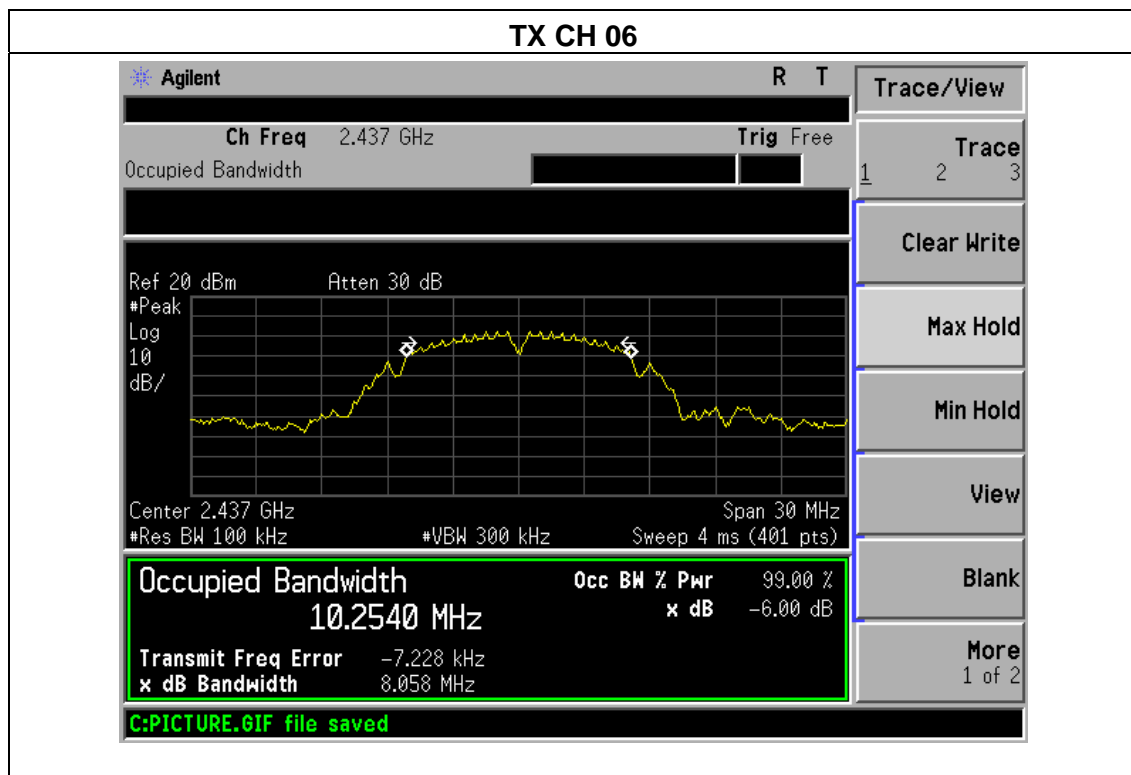 TX CH 06
Agilent R T
Trace/View
Ch Freq 2.437 GHz Trig Free
Occupied Bandwidth
Trace
1 2 3
Clear Write
Max Hold
Min Hold
View
Blank
More
1 of 2
Ref 20 dBm Atten 30 dB
#Peak
Log
10
dB/
Center 2.437 GHz Span 30 MHz
#Res BW 100 kHz #VBW 300 kHz Sweep 4 ms (401 pts)
Occupied Bandwidth Occ BW % Pwr 99.00 %
10.2540 MHz x dB -6.00 dB
Transmit Freq Error -7.228 kHz
x dB Bandwidth 8.058 MHz
C:PICTURE.GIF file saved